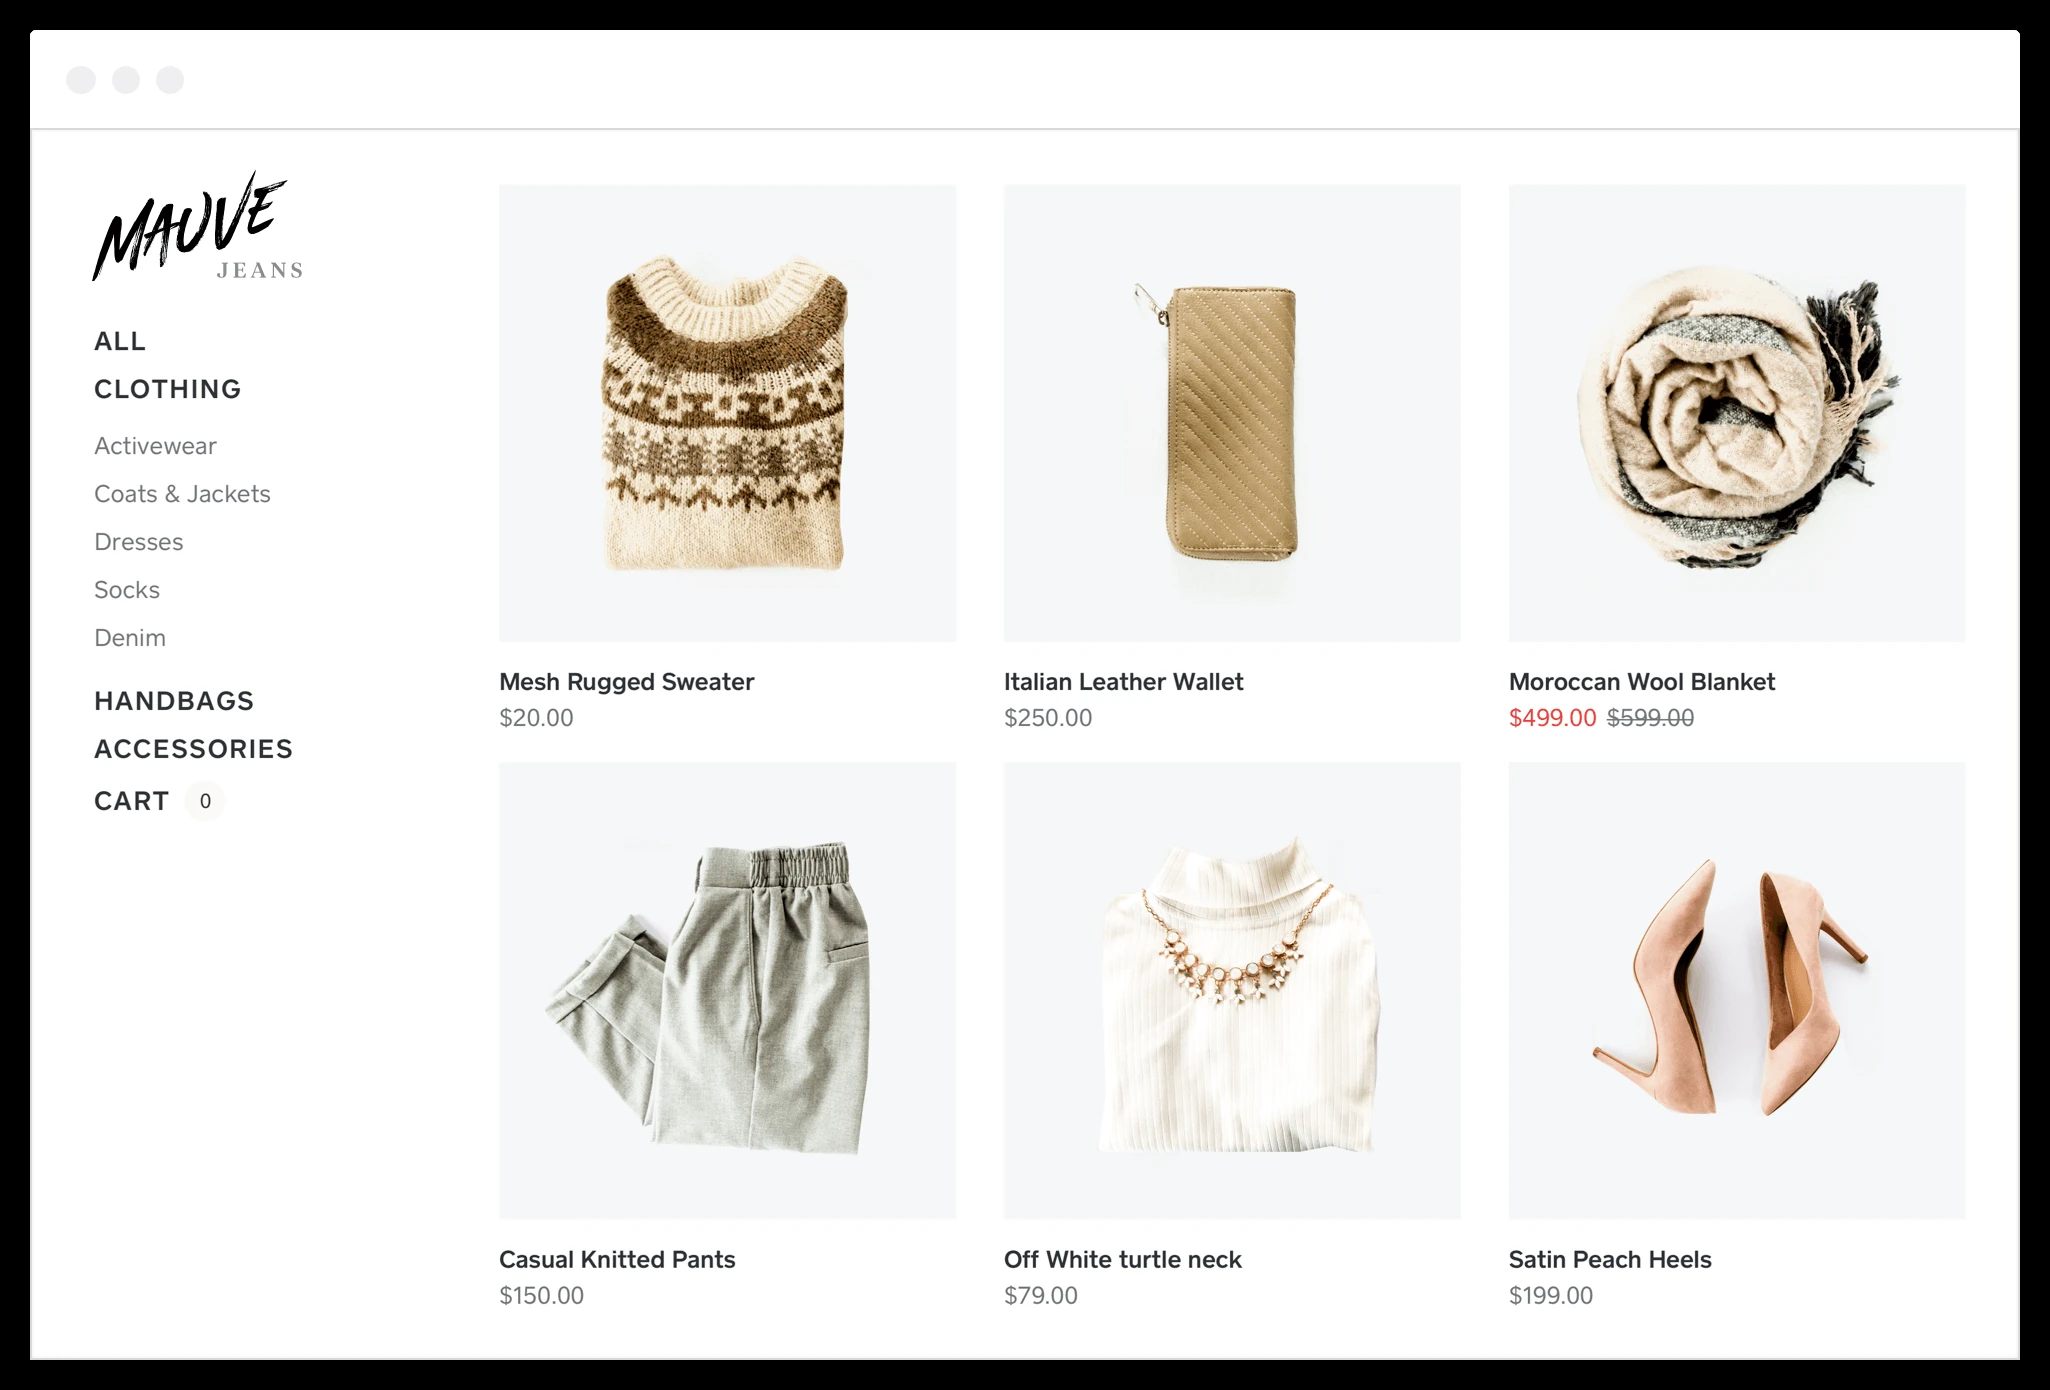 MAUVE
JEANS
ALL
CLOTHING
Activewear
Coats & Jackets
Dresses
Socks
Denim
HANDBAGS
ACCESSORIES
CART 0
Mesh Rugged Sweater
$20.00
Italian Leather Wallet
$250.00
Moroccan Wool Blanket
$499.00 $599.00
Casual Knitted Pants
$150.00
Off White turtle neck
$79.00
Satin Peach Heels
$199.00